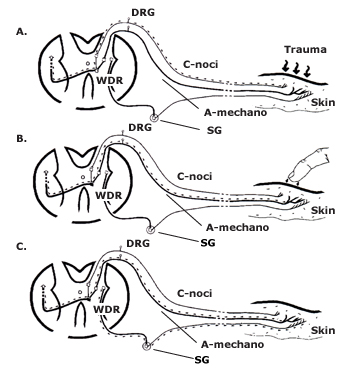 DRG
A.
C-noci
Trauma
WDR
A-mechano
Skin
SG
DRG
B.
C-noci
WDR
Skin
A-mechano
SG
C.
DRG
C-noci
WDR
Skin
A-mechano
SG